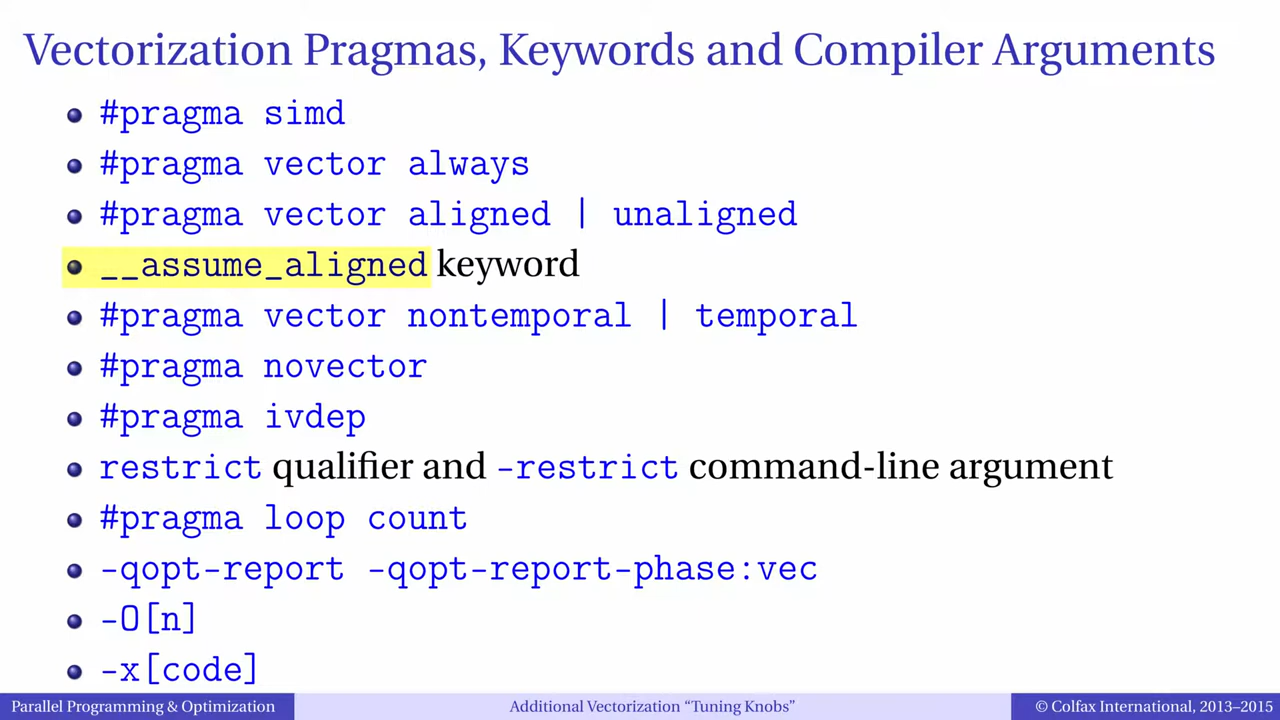 Vectorization Pragmas, Keywords and Compiler Arguments
#pragma simd
#pragma vector always
#pragma vector aligned | unaligned
__assume_aligned keyword
#pragma vector nontemporal | temporal
#pragma novector
#pragma ivdep
restrict qualifier and -restrict command-line argument
#pragma loop count
-qopt-report -qopt-report-phase:vec
-O[n]
-x[code]
Parallel Programming & Optimization
Additional Vectorization “Tuning Knobs”
© Colfax International, 2013–2015